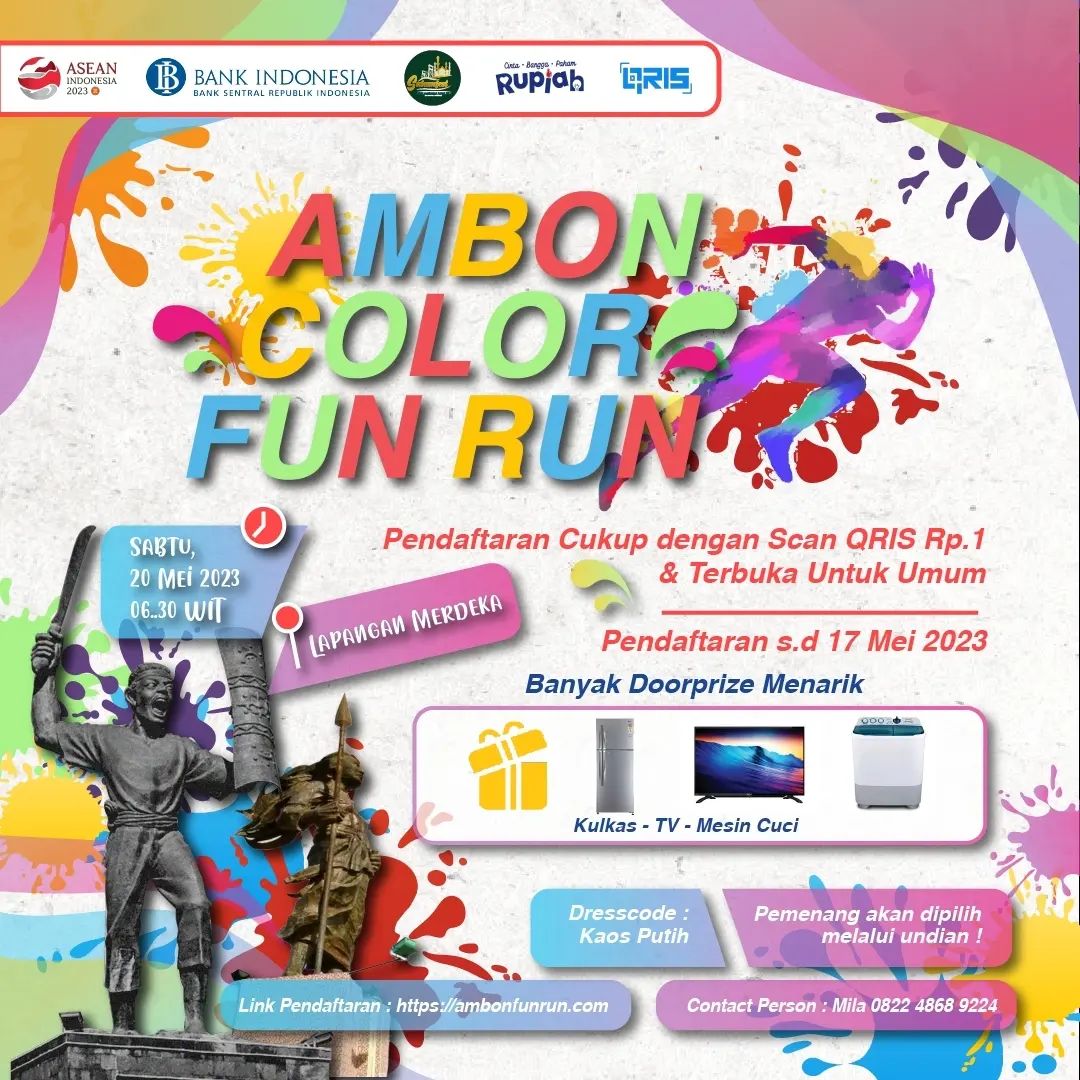 ASEAN
INDONESIA
2023
BANK INDONESIA
BANK SENTRAL REPUBLIK INDONESIA
Cinta - Bangga - Paham
Rupiah
QRIS
AMBON
COLOR
FUN RUN
SABTU,
20 MEI 2023
06..30 WIT
LAPANGAN MERDEKA
Pendaftaran Cukup dengan Scan QRIS Rp.1
& Terbuka Untuk Umum
Pendaftaran s.d 17 Mei 2023
Banyak Doorprize Menarik
Kulkas - TV - Mesin Cuci
Dresscode :
Kaos Putih
Pemenang akan dipilih
melalui undian !
Link Pendaftaran : https://ambonfunrun.com
Contact Person : Mila 0822 4868 9224